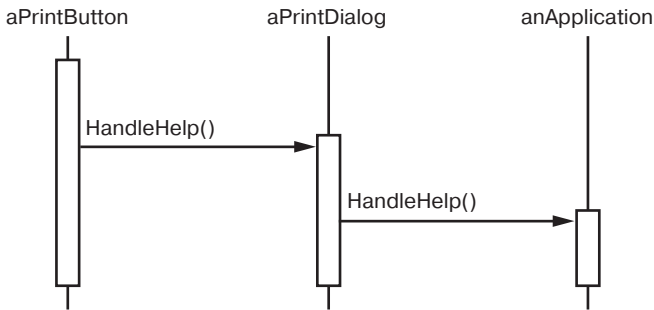 aPrintButton
aPrintDialog
anApplication
HandleHelp()
HandleHelp()